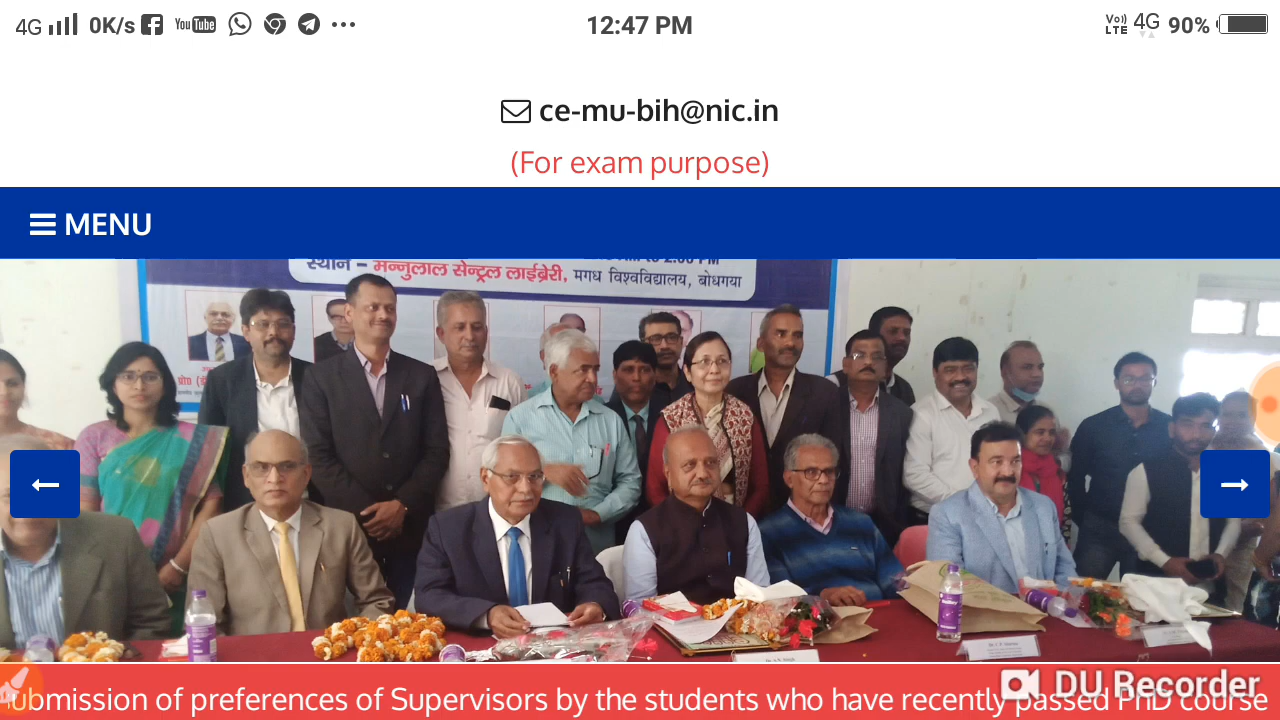 4G 0K/s You Tube 12:47 PM Vo)) LTE 4G 90%
ce-mu-bih@nic.in
(For exam purpose)
MENU
स्थान – मन्नुलाल सेन्ट्रल लाईब्रेरी, मगध विश्वविद्यालय, बोधगया
DU Recorder
ubmission of preferences of Supervisors by the students who have recently passed PhD course